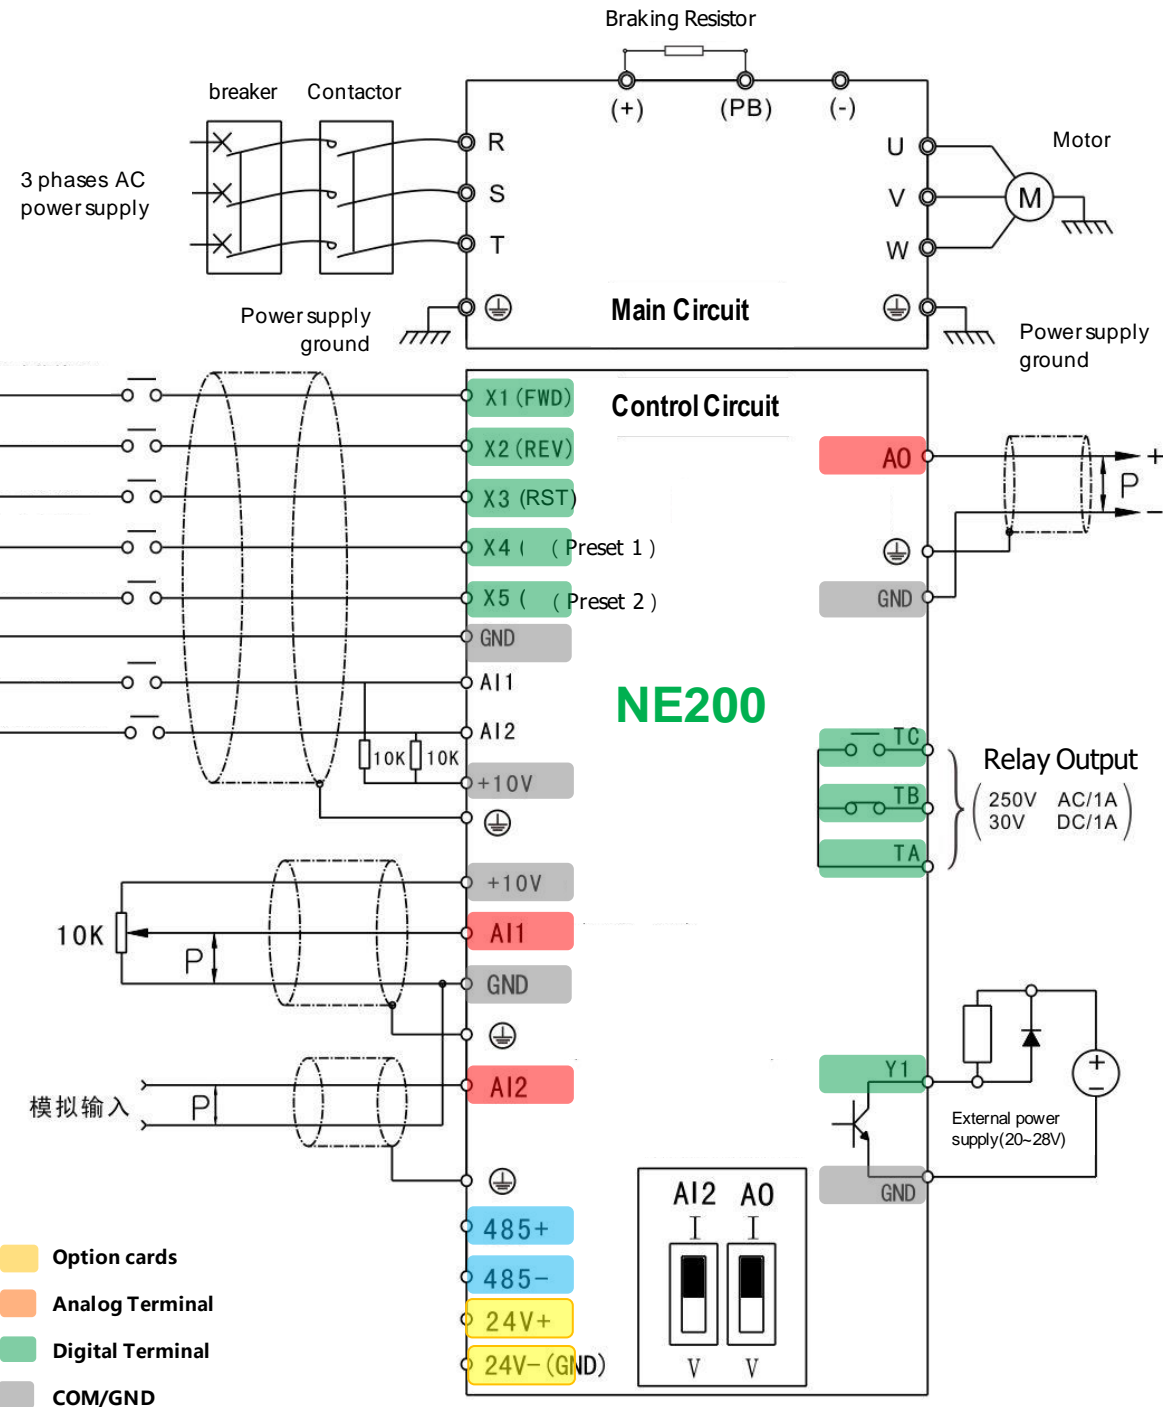 Braking Resistor
breaker
Contactor
(+)
(PB)
(-)
3 phases AC
power supply
R
S
T
U
V
W
Motor
M
Power supply
ground
Main Circuit
Power supply
ground
X1 (FWD)
X2 (REV)
X3 (RST)
X4 ( ( Preset 1 )
X5 ( ( Preset 2 )
GND
AI1
AI2
10K
10K
+10V
Control Circuit
AO
+
P
−
GND
NE200
TC
TB
TA
Relay Output
250V AC/1A
30V DC/1A
+10V
10K
AI1
P
GND
AI2
模拟输入
P
Y1
+
−
External power
supply(20~28V)
GND
AI2 AO
I I
V V
485+
485-
24V+
24V-(GND)
Option cards
Analog Terminal
Digital Terminal
COM/GND